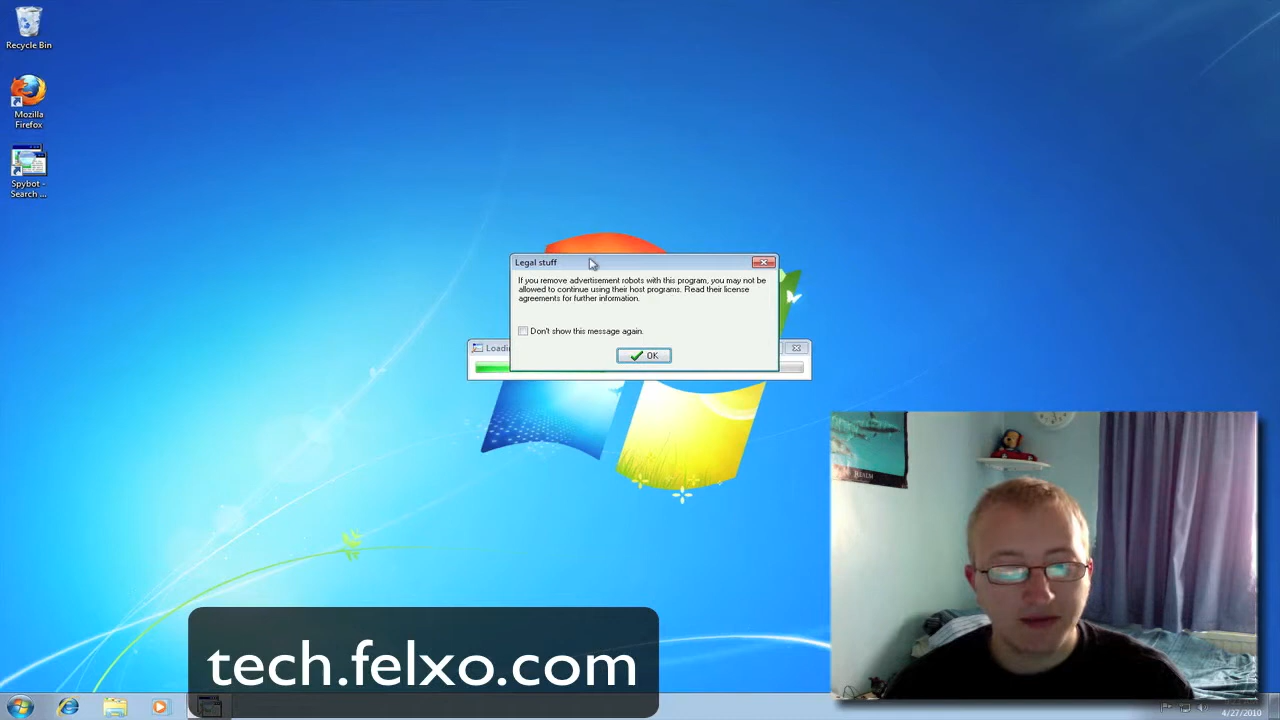 Recycle Bin
Mozilla
Firefox
Spybot -
Search ...
Legal stuff
If you remove advertisement robots with this program, you may not be
allowed to continue using their host programs. Read their license
agreements for further information.
Don't show this message again.
OK
Loadin
REALM
tech.felxo.com
4/27/2010